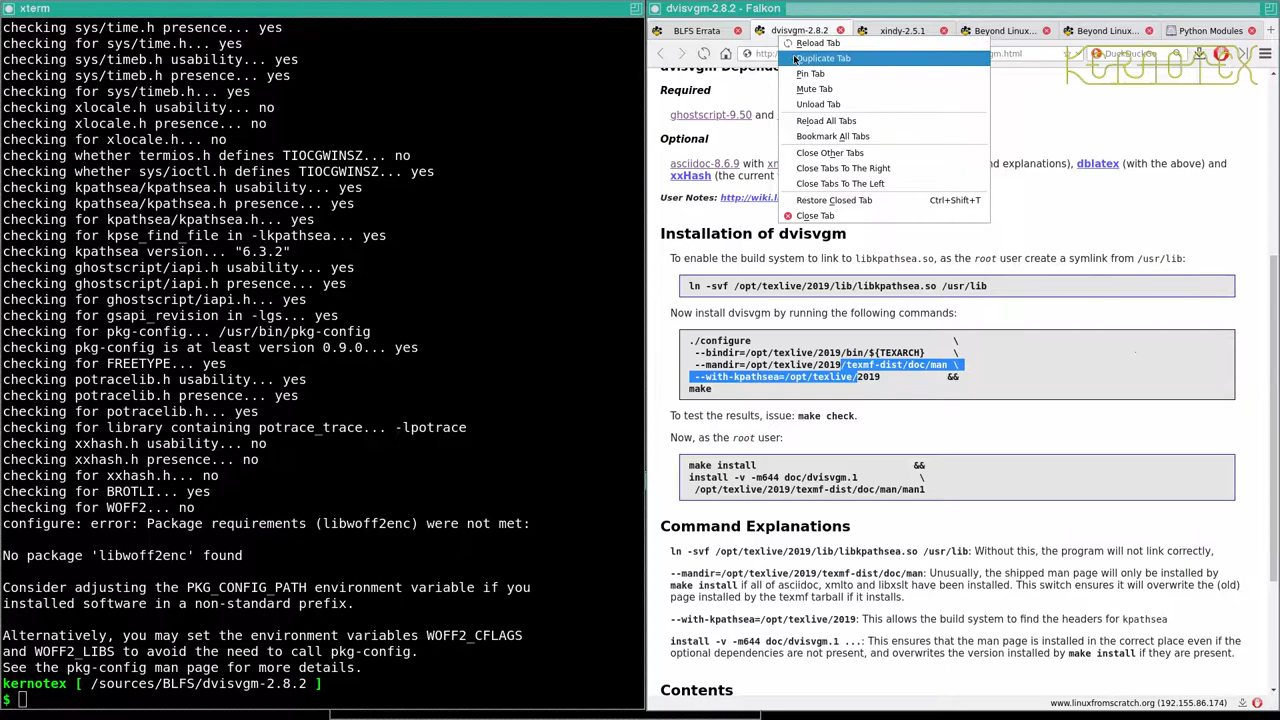 xterm
checking sys/time.h presence... yes
checking for sys/time.h... yes
checking sys/timeb.h usability... yes
checking sys/timeb.h presence... yes
checking for sys/timeb.h... yes
checking xlocale.h usability... no
checking xlocale.h presence... no
checking for xlocale.h... no
checking whether termios.h defines TIOCGWINSZ... no
checking whether sys/ioctl.h defines TIOCGWINSZ... yes
checking kpathsea/kpathsea.h usability... yes
checking kpathsea/kpathsea.h presence... yes
checking for kpathsea/kpathsea.h... yes
checking for kpse_find_file in -lkpathsea... yes
checking kpathsea version... "6.3.2"
checking ghostscript/iapi.h usability... yes
checking ghostscript/iapi.h presence... yes
checking for ghostscript/iapi.h... yes
checking for gsapi_revision in -lgs... yes
checking for pkg-config... /usr/bin/pkg-config
checking pkg-config is at least version 0.9.0... yes
checking for FREETYPE... yes
checking potracelib.h usability... yes
checking potracelib.h presence... yes
checking for potracelib.h... yes
checking for library containing potrace_trace... -lpotrace
checking xxhash.h usability... no
checking xxhash.h presence... no
checking for xxhash.h... no
checking for BROTLI... yes
checking for WOFF2... no
configure: error: Package requirements (libwoff2enc) were not met:
No package 'libwoff2enc' found
Consider adjusting the PKG_CONFIG_PATH environment variable if you
installed software in a non-standard prefix.
Alternatively, you may set the environment variables WOFF2_CFLAGS
and WOFF2_LIBS to avoid the need to call pkg-config.
See the pkg-config man page for more details.
kernotex [ /sources/BLFS/dvisvgm-2.8.2 ]
$
dvisvgm-2.8.2 - Falkon
BLFS Errata
dvisvgm-2.8.2
xindy-2.5.1
Beyond Linux...
Beyond Linux...
Python Modules
http:/
gm.html
DuckDuckGo
KERNOTEX
Reload Tab
Duplicate Tab
Pin Tab
Mute Tab
Unload Tab
Reload All Tabs
Bookmark All Tabs
Close Other Tabs
Close Tabs To The Right
Close Tabs To The Left
Restore Closed Tab Ctrl+Shift+T
Close Tab
Required
ghostscript-9.50 and
Optional
asciidoc-8.6.9 with
nd explanations), dblatex (with the above) and
xxHash (the current
User Notes: http://wiki.l
Installation of dvisvgm
To enable the build system to link to libkpathsea.so, as the root user create a symlink from /usr/lib:
ln -svf /opt/texlive/2019/lib/libkpathsea.so /usr/lib
Now install dvisvgm by running the following commands:
./configure \
--bindir=/opt/texlive/2019/bin/${TEXARCH} \
--mandir=/opt/texlive/2019/texmf-dist/doc/man \
--with-kpathsea=/opt/texlive/2019 &&
make
To test the results, issue: make check.
Now, as the root user:
make install &&
install -v -m644 doc/dvisvgm.1 \
/opt/texlive/2019/texmf-dist/doc/man/man1
Command Explanations
ln -svf /opt/texlive/2019/lib/libkpathsea.so /usr/lib: Without this, the program will not link correctly,
--mandir=/opt/texlive/2019/texmf-dist/doc/man: Unusually, the shipped man page will only be installed by
make install if all of asciidoc, xmlto and libxslt have been installed. This switch ensures it will overwrite the (old)
page installed by the texmf tarball if it installs.
--with-kpathsea=/opt/texlive/2019: This allows the build system to find the headers for kpathsea
install -v -m644 doc/dvisvgm.1 ...: This ensures that the man page is installed in the correct place even if the
optional dependencies are not present, and overwrites the version installed by make install if they are present.
Contents
www.linuxfromscratch.org (192.155.86.174)